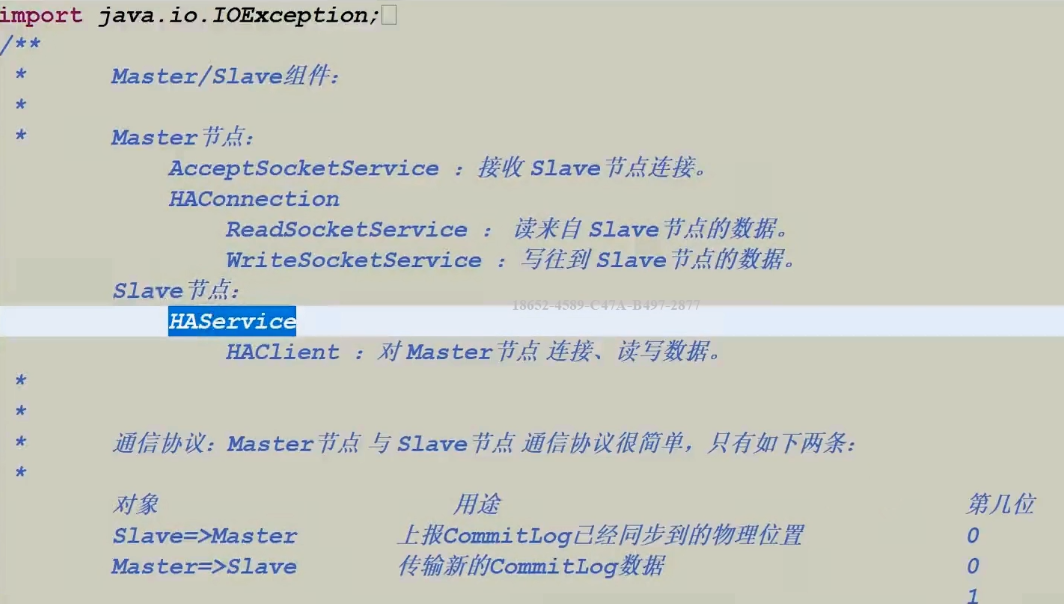 import java.io.IOException;
/**
* Master/Slave组件:
*
* Master节点:
AcceptSocketService : 接收 Slave节点连接。
HAConnection
ReadSocketService : 读来自 Slave节点的数据。
WriteSocketService : 写往到 Slave节点的数据。
Slave节点:
18652-4589-C47A-B497-2877
HAService
HAClient : 对 Master节点 连接、读写数据。
*
*
* 通信协议: Master节点 与 Slave节点 通信协议很简单, 只有如下两条:
*
对象 用途 第几位
Slave=>Master 上报CommitLog已经同步到的物理位置 0
Master=>Slave 传输新的CommitLog数据 0
1